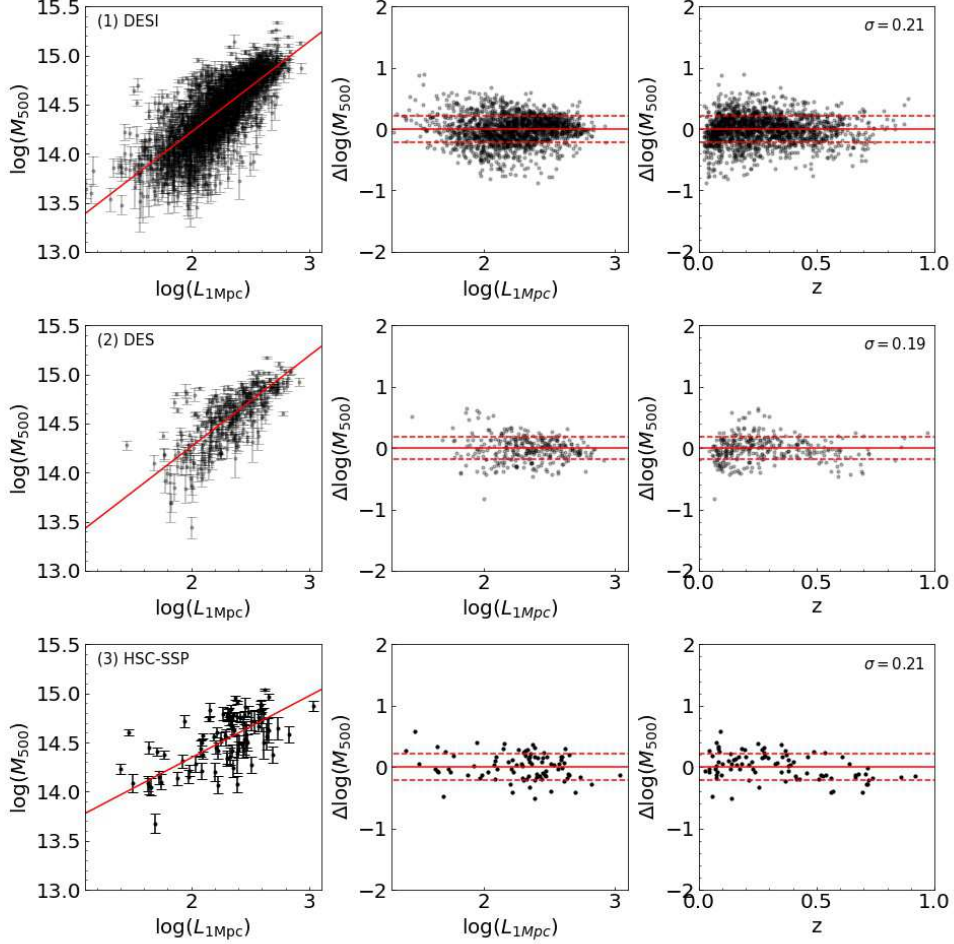 (1) DESI
15.5
15.0
14.5
14.0
13.5
13.0
log(M500)
2
3
log(L1Mpc)
2
1
0
−1
−2
Δlog(M500)
2
3
log(L1Mpc)
σ = 0.21
2
1
0
−1
−2
Δlog(M500)
0.0
0.5
1.0
z
(2) DES
15.5
15.0
14.5
14.0
13.5
13.0
log(M500)
2
3
log(L1Mpc)
2
1
0
−1
−2
Δlog(M500)
2
3
log(L1Mpc)
σ = 0.19
2
1
0
−1
−2
Δlog(M500)
0.0
0.5
1.0
z
(3) HSC-SSP
15.5
15.0
14.5
14.0
13.5
13.0
log(M500)
2
3
log(L1Mpc)
2
1
0
−1
−2
Δlog(M500)
2
3
log(L1Mpc)
σ = 0.21
2
1
0
−1
−2
Δlog(M500)
0.0
0.5
1.0
z